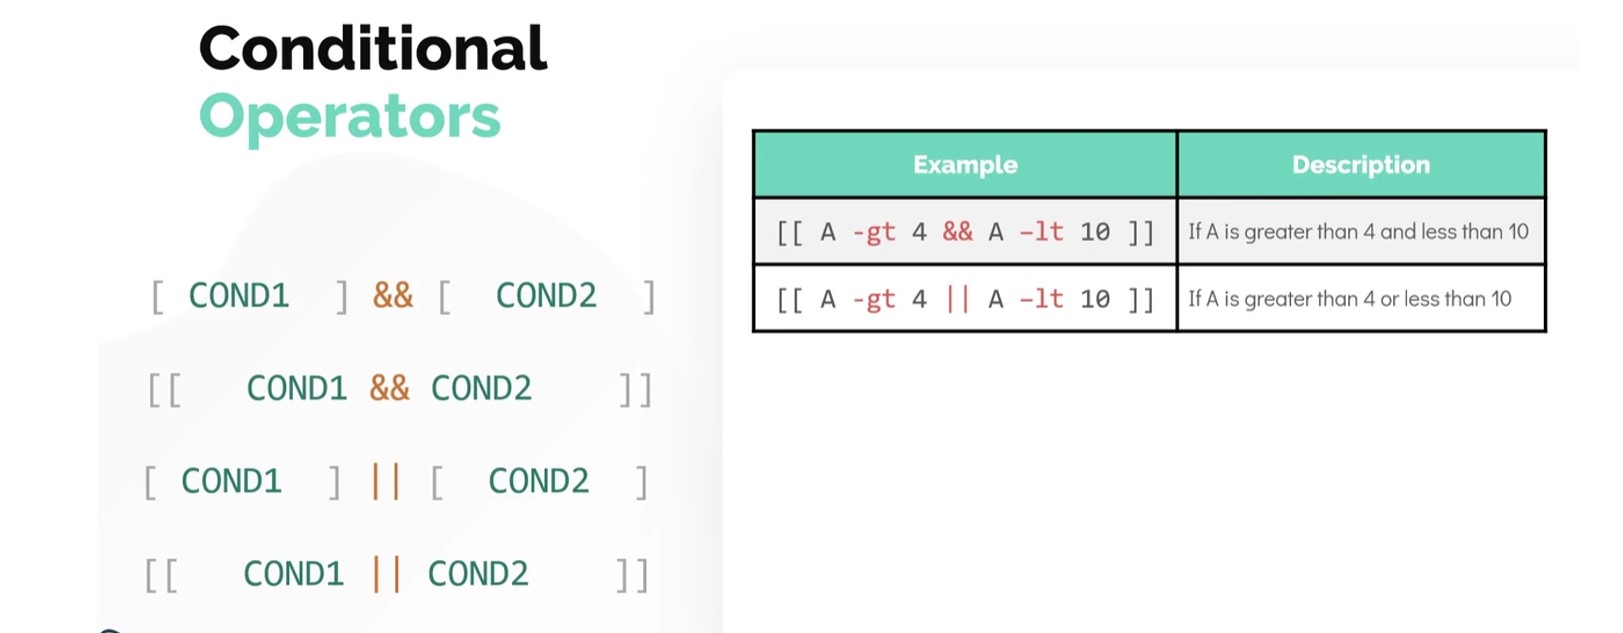 Conditional
Operators
[ COND1 ] && [ COND2 ]
[[ COND1 && COND2 ]]
[ COND1 ] || [ COND2 ]
[[ COND1 || COND2 ]]
Example Description
[[ A -gt 4 && A –lt 10 ]] If A is greater than 4 and less than 10
[[ A -gt 4 || A –lt 10 ]] If A is greater than 4 or less than 10